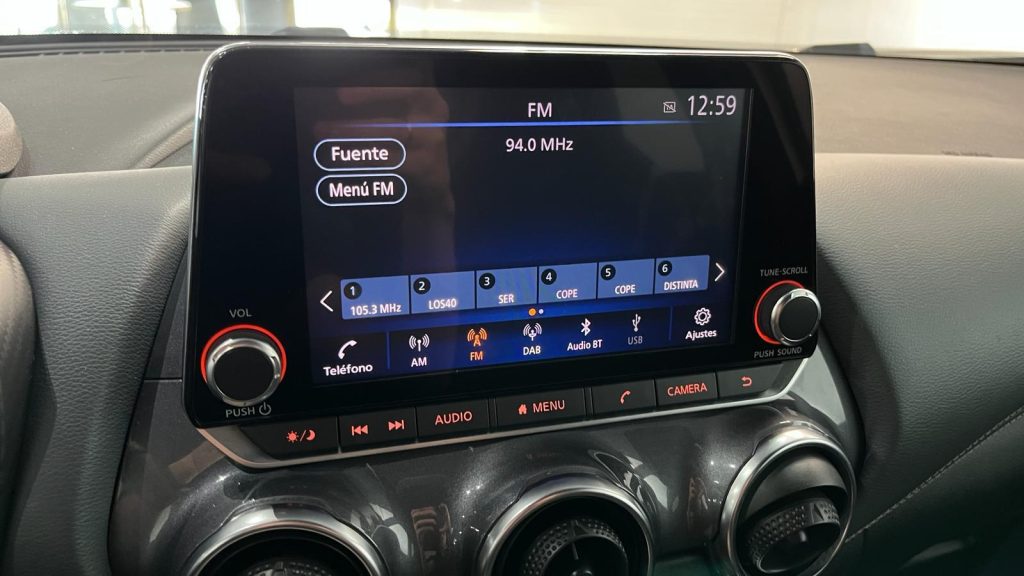 FM
12:59
94.0 MHz
Fuente
Menú FM
1
2
3
4
5
6
105.3 MHz
LOS40
SER
COPE
COPE
DISTINTA
Teléfono
AM
FM
DAB
Audio BT
USB
Ajustes
VOL
PUSH
TUNE·SCROLL
PUSH SOUND
AUDIO
MENU
CAMERA